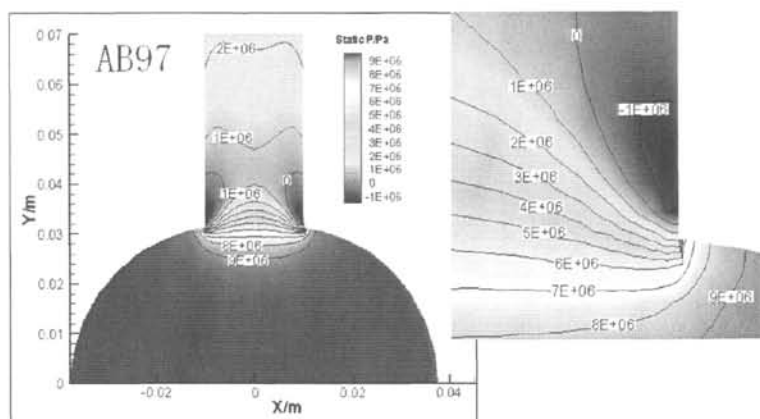 AB97
Static P/Pa
9E+06
8E+06
7E+06
6E+06
5E+06
4E+06
3E+06
2E+06
1E+06
0
-1E+06
Y/m
0.07
0.06
0.05
0.04
0.03
0.02
0.01
0
-0.02
0
0.02
0.04
X/m
2E+06
1E+06
0
1E+06
8E+06
9E+06
0
1E+06
-1E+06
2E+06
3E+06
4E+06
5E+06
6E+06
7E+06
8E+06
9E+06